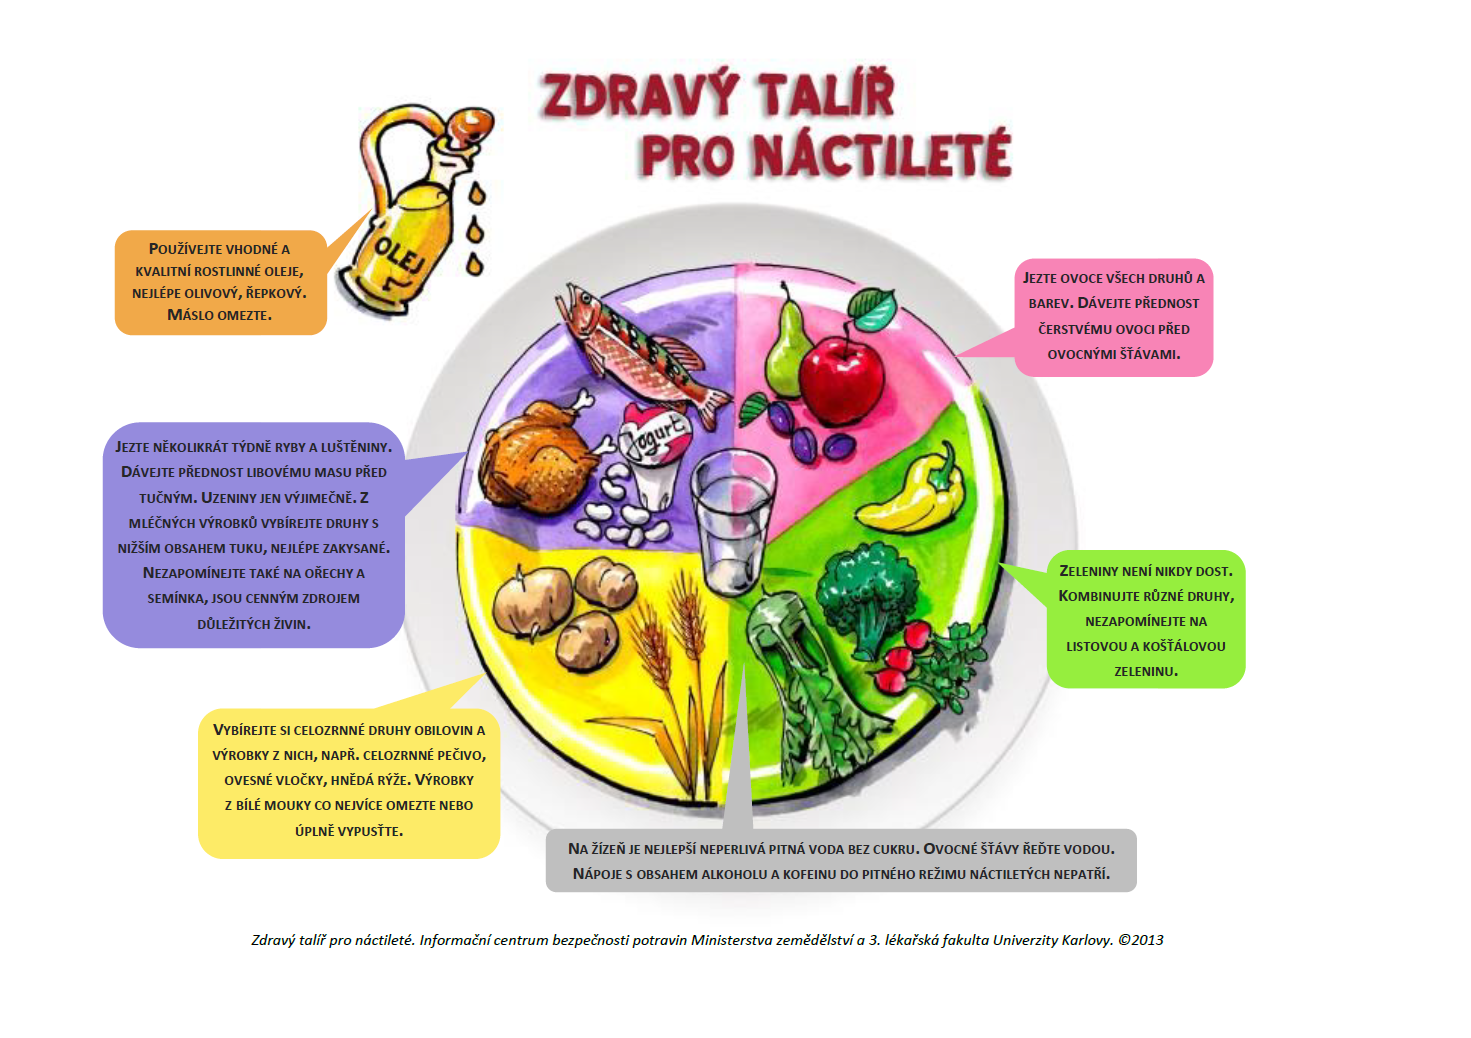 ZDRAVÝ TALÍŘ
PRO NÁCTILETÉ
OLEJ
POUŽÍVEJTE VHODNÉ A
KVALITNÍ ROSTLINNÉ OLEJE,
NEJLÉPE OLIVOVÝ, ŘEPKOVÝ.
MÁSLO OMEZTE.
JEZTE OVOCE VŠECH DRUHŮ A
BAREV. DÁVEJTE PŘEDNOST
ČERSTVÉMU OVOCI PŘED
OVOCNÝMI ŠŤÁVAMI.
JEZTE NĚKOLIKRÁT TÝDNĚ RYBY A LUŠTĚNINY.
DÁVEJTE PŘEDNOST LIBOVÉMU MASU PŘED
TUČNÝM. UZENINY JEN VÝJIMEČNĚ. Z
MLÉČNÝCH VÝROBKŮ VYBÍREJTE DRUHY S
NIŽŠÍM OBSAHEM TUKU, NEJLÉPE ZAKYSANÉ.
NEZAPOMÍNEJTE TAKÉ NA OŘECHY A
SEMÍNKA, JSOU CENNÝM ZDROJEM
DŮLEŽITÝCH ŽIVIN.
Jogurt
ZELENINY NENÍ NIKDY DOST.
KOMBINUJTE RŮZNÉ DRUHY,
NEZAPOMÍNEJTE NA
LISTOVOU A KOŠŤÁLOVOU
ZELENINU.
VYBÍREJTE SI CELOZRNNÉ DRUHY OBILOVIN A
VÝROBKY Z NICH, NAPŘ. CELOZRNNÉ PEČIVO,
OVESNÉ VLOČKY, HNĚDÁ RÝŽE. VÝROBKY
Z BÍLÉ MOUKY CO NEJVÍCE OMEZTE NEBO
ÚPLNĚ VYPUSŤTE.
NA ŽÍZEŇ JE NEJLEPŠÍ NEPERLIVÁ PITNÁ VODA BEZ CUKRU. OVOCNÉ ŠŤÁVY ŘEĎTE VODOU.
NÁPOJE S OBSAHEM ALKOHOLU A KOFEINU DO PITNÉHO REŽIMU NÁCTILETÝCH NEPATŘÍ.
Zdravý talíř pro náctileté. Informační centrum bezpečnosti potravin Ministerstva zemědělství a 3. lékařská fakulta Univerzity Karlovy. ©2013